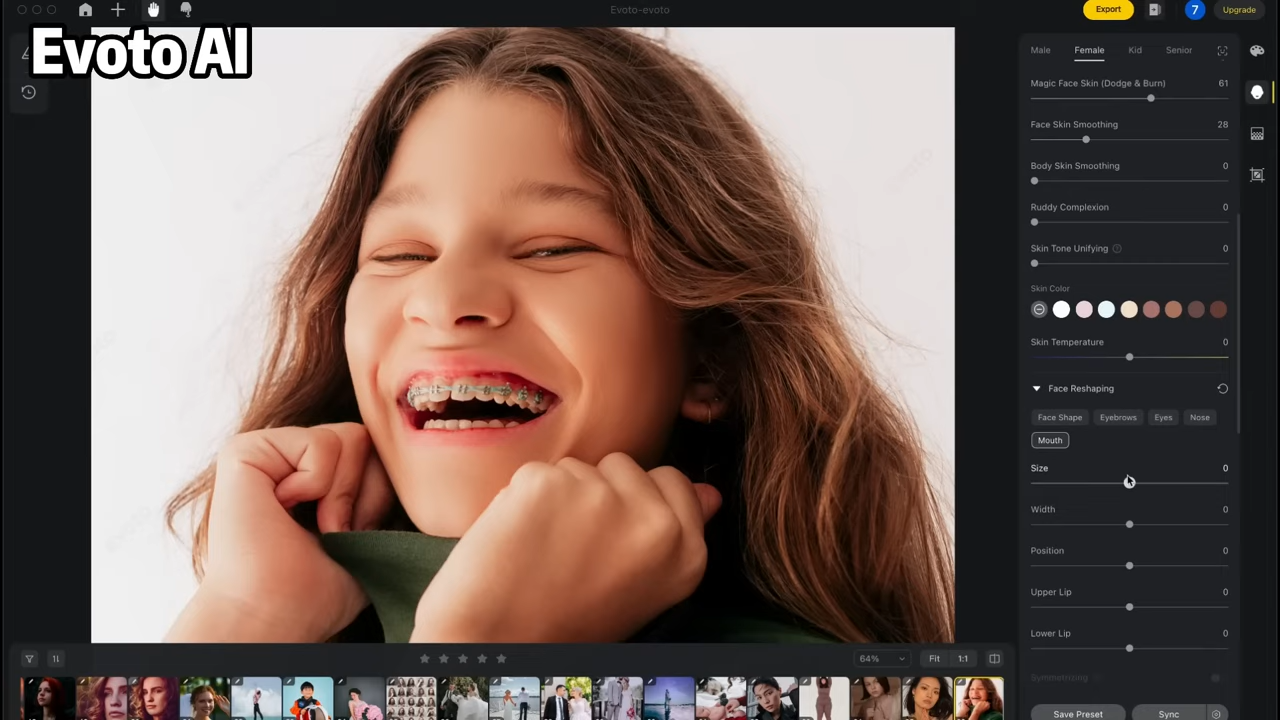 Evoto-evoto
Export
7
Upgrade
Evoto AI
Male Female Kid Senior
Magic Face Skin (Dodge & Burn) 61
Face Skin Smoothing 28
Body Skin Smoothing 0
Ruddy Complexion 0
Skin Tone Unifying ? 0
Skin Color
Skin Temperature 0
Face Reshaping
Face Shape Eyebrows Eyes Nose
Mouth
Size 0
Width 0
Position 0
Upper Lip 0
Lower Lip 0
Symmetrizing
64% Fit 1:1
Save Preset Sync